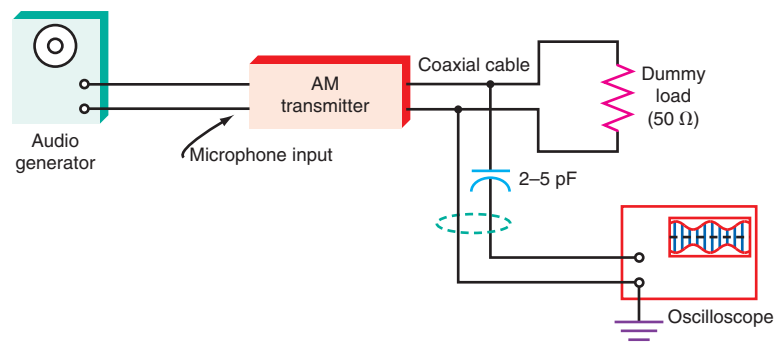 Audio
generator
Microphone input
AM
transmitter
Coaxial cable
Dummy
load
(50 Ω)
2–5 pF
Oscilloscope